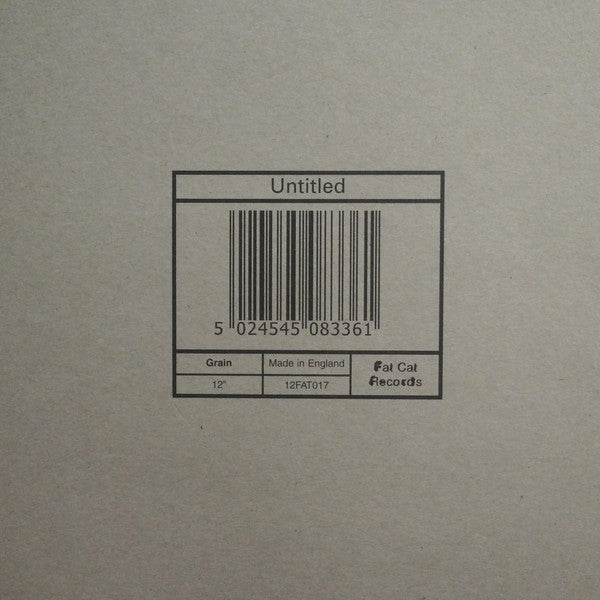 Untitled
5 024545 083361
Grain
Made in England
Fat Cat
Records
12"
12FAT017